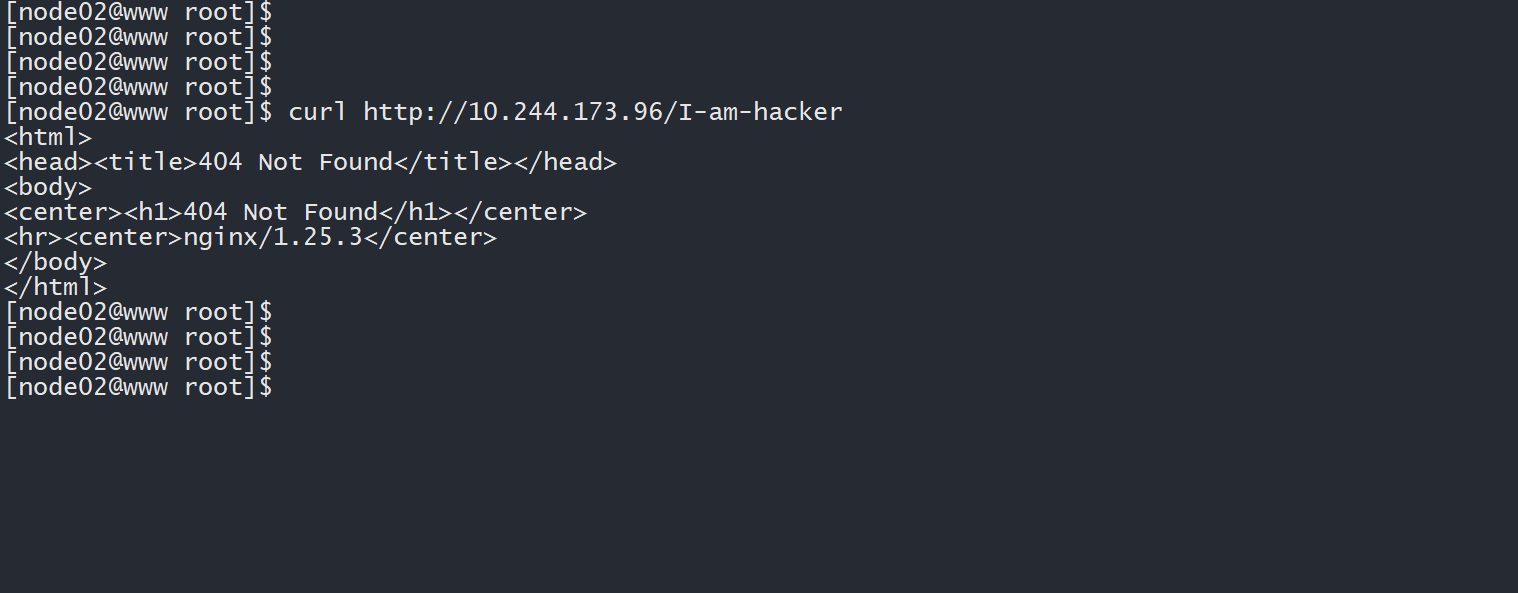 [node02@www root]$
[node02@www root]$
[node02@www root]$
[node02@www root]$
[node02@www root]$ curl http://10.244.173.96/I-am-hacker
<html>
<head><title>404 Not Found</title></head>
<body>
<center><h1>404 Not Found</h1></center>
<hr><center>nginx/1.25.3</center>
</body>
</html>
[node02@www root]$
[node02@www root]$
[node02@www root]$
[node02@www root]$